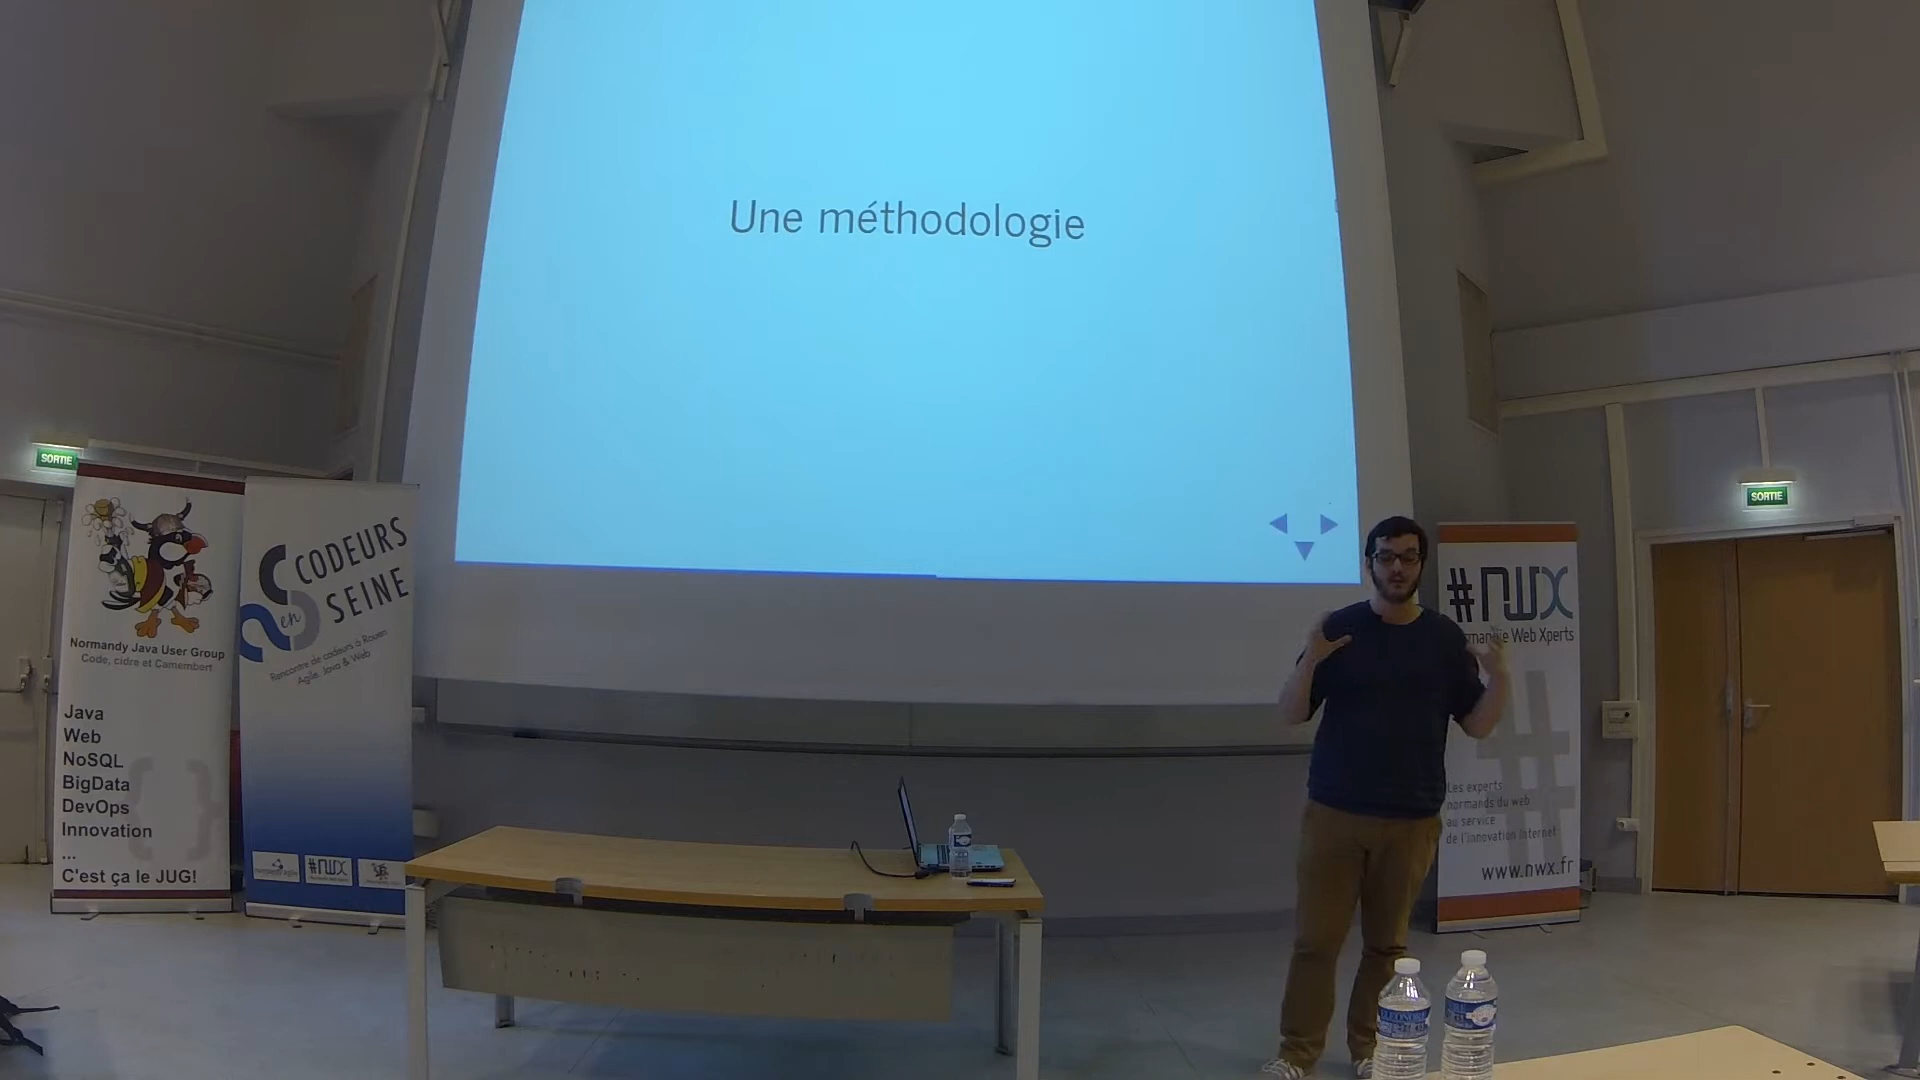 Une méthodologie
SORTIE
SORTIE
Normandy Java User Group
Code, cidre et Camembert
Java
Web
NoSQL
BigData
DevOps
Innovation
...
C'est ça le JUG!
CODEURS
en
SEINE
Rencontre de codeurs à Rouen
Agile, Java & Web
#nwx
#nwx
Web Xperts
Les experts
normands du web
au service
de l'innovation Internet
www.nwx.fr